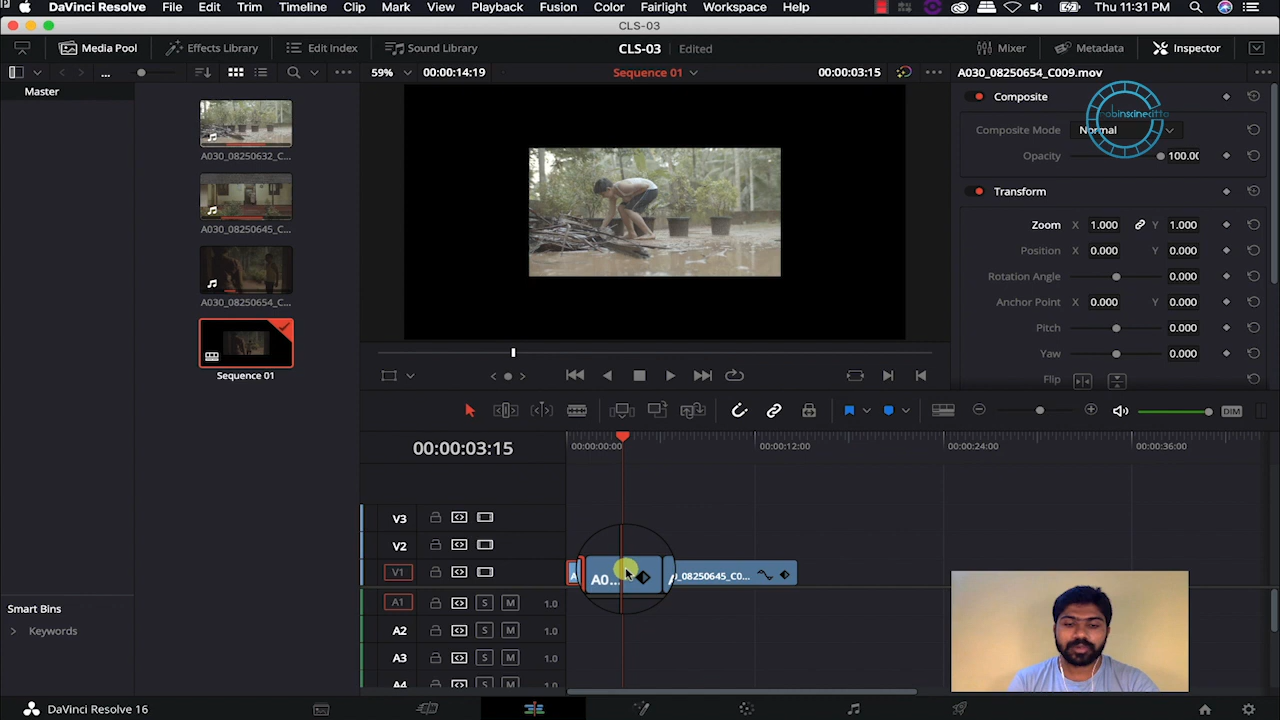 DaVinci Resolve File Edit Trim Timeline Clip Mark View Playback Fusion Color Fairlight Workspace Help Thu 11:31 PM
CLS-03
Media Pool Effects Library Edit Index Sound Library CLS-03 Edited Mixer Metadata Inspector
... 59% 00:00:14:19 Sequence 01 00:00:03:15 A030_08250654_C009.mov
Master
Composite
Composite Mode Normal
Opacity 100.00
Transform
Zoom X 1.000 Y 1.000
Position X 0.000 Y 0.000
Rotation Angle 0.000
Anchor Point X 0.000 Y 0.000
Pitch 0.000
Yaw 0.000
Flip
A030_08250632_C...
A030_08250645_C...
A030_08250654_C...
Sequence 01
DIM
00:00:03:15 00:00:00:00 00:00:12:00 00:00:24:00 00:00:36:00
V3
V2
V1 A0... _08250645_C0...
A1 S M 1.0
A2 S M 1.0
A3 S M 1.0
A4 S M 1.0
Smart Bins
Keywords
DaVinci Resolve 16